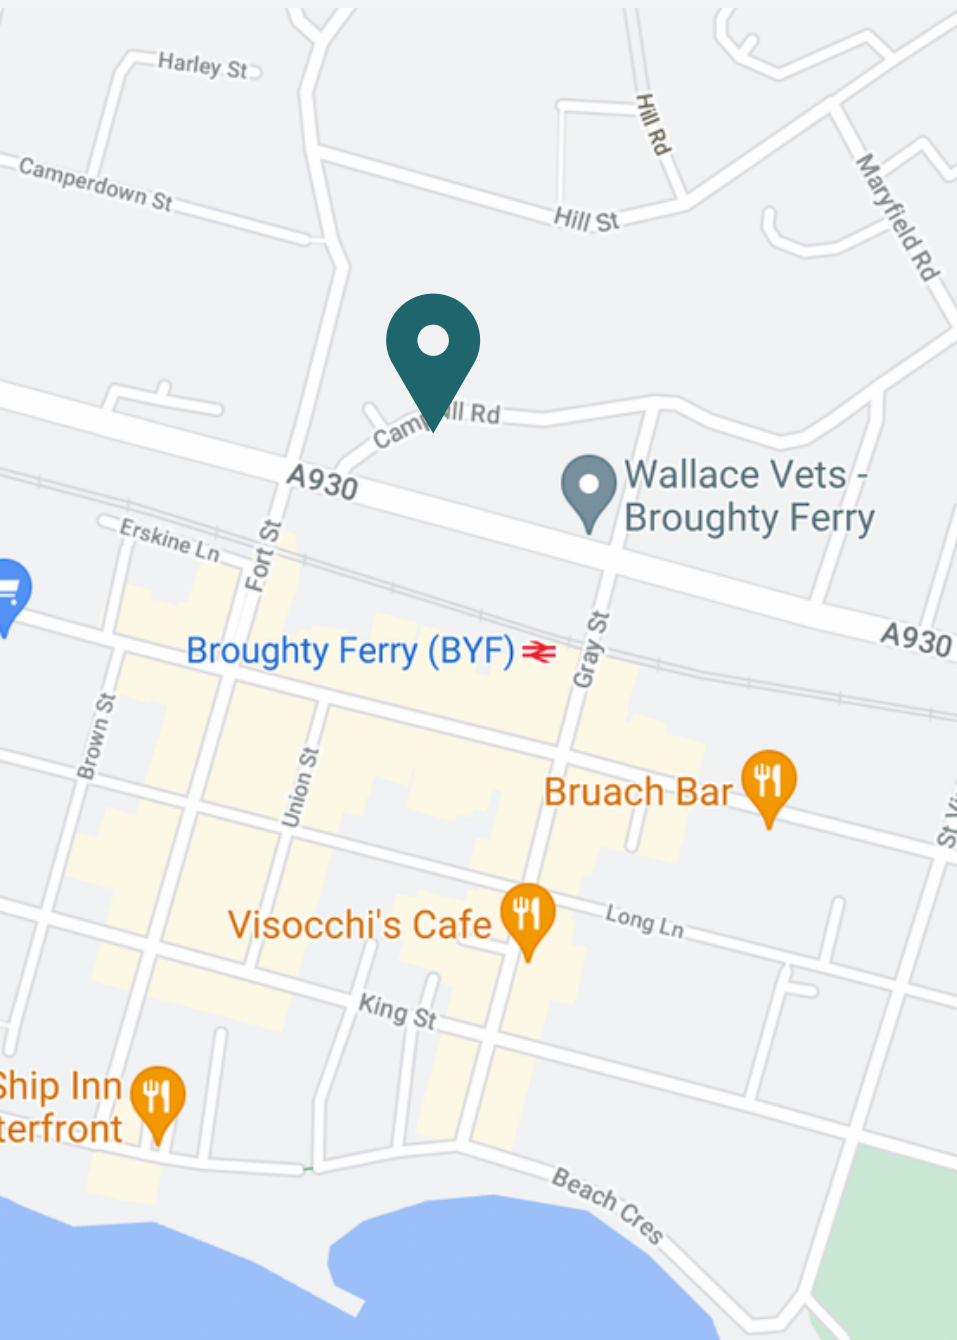 Harley St
Hill Rd
Camperdown St
Maryfield Rd
Hill St
Rd
A930
Wallace Vets -
Broughty Ferry
Erskine Ln
Fort St
A930
Gray St
Broughty Ferry (BYF)
Brown St
Union St
Bruach Bar
St
Visocchi's Cafe
Long Ln
King St
Ship Inn
terfront
Beach Cres